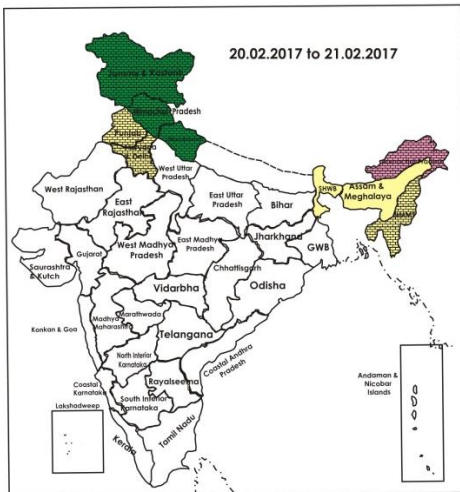 20.02.2017 to 21.02.2017
Jammu & Kashmir
Himachal Pradesh
Punjab
West Uttar
Pradesh
West Rajasthan
East
Rajasthan
East Uttar
Pradesh
Bihar
SHWB
Assam &
Meghalaya
Saurashtra
& Kutch
Gujarat
West Madhya
Pradesh
East Madhya
Pradesh
Jharkhand
GWB
Chhattisgarh
Vidarbha
Odisha
Konkan & Goa
Madhya
Maharashtra
Marathwada
Telangana
North Interior
Karnataka
Coastal Andhra
Pradesh
Coastal
Karnataka
Rayalseema
South Interior
Karnataka
Lakshadweep
Kerala
Tamil Nadu
Andaman &
Nicobar
Islands